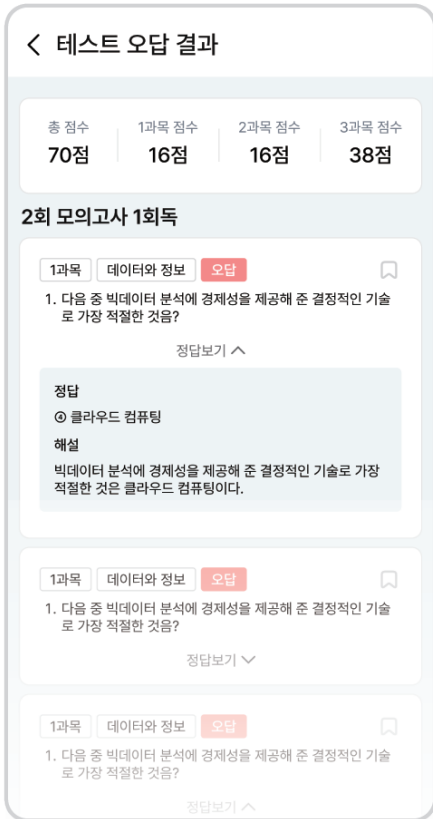 테스트 오답 결과
총 점수 1과목 점수 2과목 점수 3과목 점수
70점 16점 16점 38점
2회 모의고사 1회독
1과목 데이터와 정보 오답
1. 다음 중 빅데이터 분석에 경제성을 제공해 준 결정적인 기술
로 가장 적절한 것음?
정답보기
정답
④ 클라우드 컴퓨팅
해설
빅데이터 분석에 경제성을 제공해 준 결정적인 기술로 가장
적절한 것은 클라우드 컴퓨팅이다.
1과목 데이터와 정보 오답
1. 다음 중 빅데이터 분석에 경제성을 제공해 준 결정적인 기술
로 가장 적절한 것음?
정답보기
1과목 데이터와 정보 오답
1. 다음 중 빅데이터 분석에 경제성을 제공해 준 결정적인 기술
로 가장 적절한 것음?
정답보기